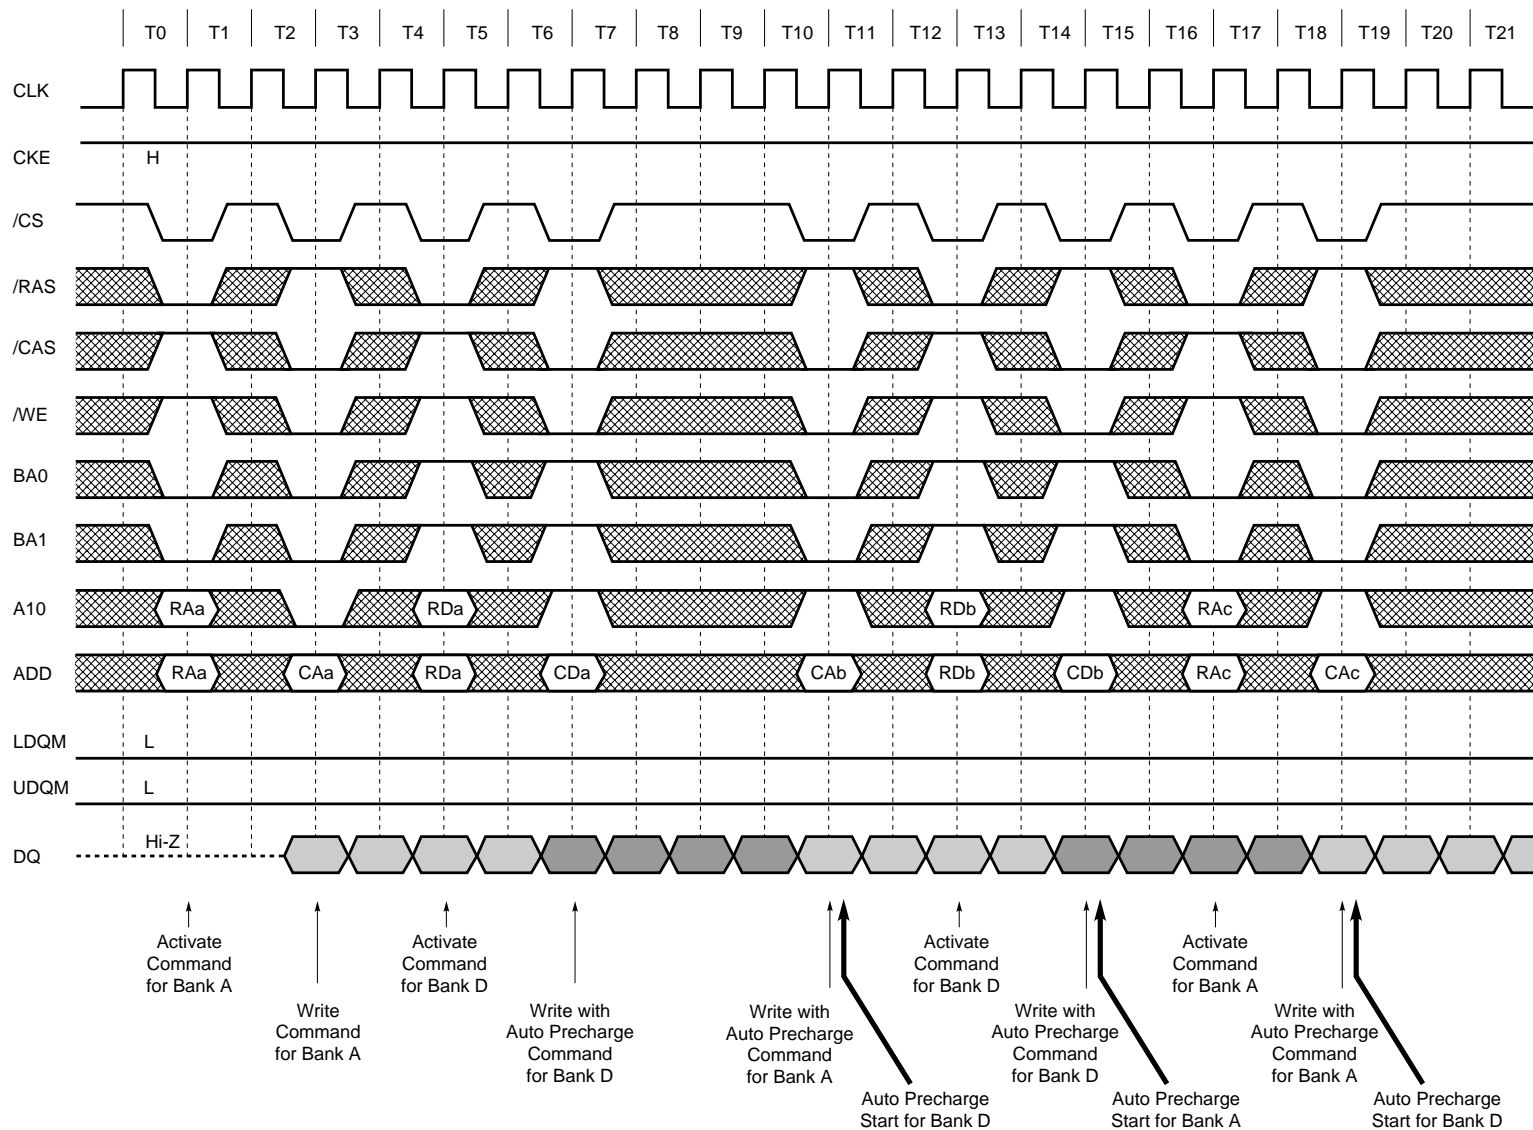 T0 T1 T2 T3 T4 T5 T6 T7 T8 T9 T10 T11 T12 T13 T14 T15 T16 T17 T18 T19 T20 T21
CLK
CKE H
/CS
/RAS
/CAS
/WE
BA0
BA1
A10 RAa RDa RDb RAc
ADD RAa CAa RDa CDa CAb RDb CDb RAc CAc
LDQM L
UDQM L
DQ Hi-Z
Activate
Command
for Bank A
Write
Command
for Bank A
Activate
Command
for Bank D
Write with
Auto Precharge
Command
for Bank D
Write with
Auto Precharge
Command
for Bank A
Auto Precharge
Start for Bank D
Activate
Command
for Bank D
Write with
Auto Precharge
Command
for Bank D
Auto Precharge
Start for Bank A
Activate
Command
for Bank A
Write with
Auto Precharge
Command
for Bank A
Auto Precharge
Start for Bank D